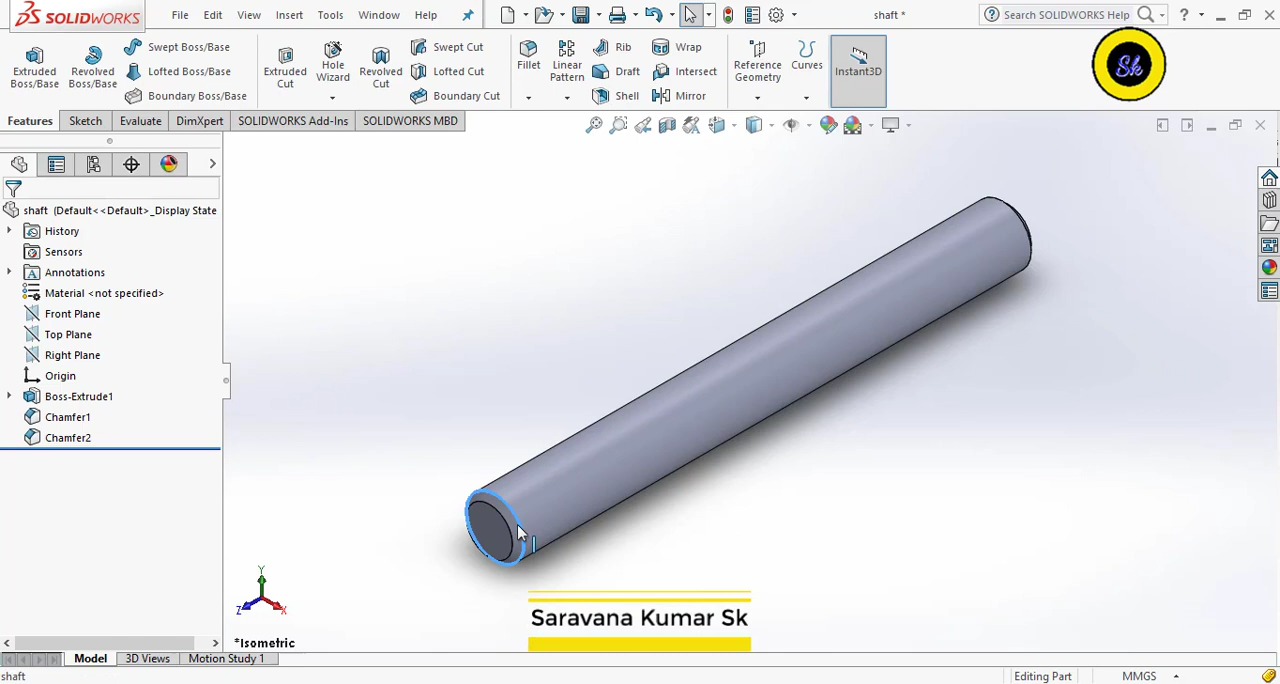 SOLIDWORKS
File Edit View Insert Tools Window Help
shaft *
Search SOLIDWORKS Help
Extruded Boss/Base
Revolved Boss/Base
Swept Boss/Base
Lofted Boss/Base
Boundary Boss/Base
Extruded Cut
Hole Wizard
Revolved Cut
Swept Cut
Lofted Cut
Boundary Cut
Fillet
Linear Pattern
Rib
Draft
Shell
Wrap
Intersect
Mirror
Reference Geometry
Curves
Instant3D
Sk
Features Sketch Evaluate DimXpert SOLIDWORKS Add-Ins SOLIDWORKS MBD
shaft (Default<<Default>_Display State
History
Sensors
Annotations
Material <not specified>
Front Plane
Top Plane
Right Plane
Origin
Boss-Extrude1
Chamfer1
Chamfer2
Y
Z
X
*Isometric
Saravana Kumar Sk
Model 3D Views Motion Study 1
shaft
Editing Part
MMGS